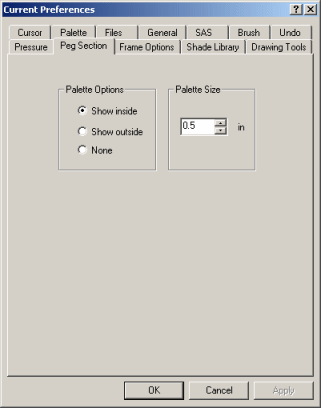 Current Preferences
Cursor Palette Files General SAS Brush Undo
Pressure Peg Section Frame Options Shade Library Drawing Tools
Palette Options Palette Size
Show inside
0.5 in
Show outside
None
OK Cancel Apply